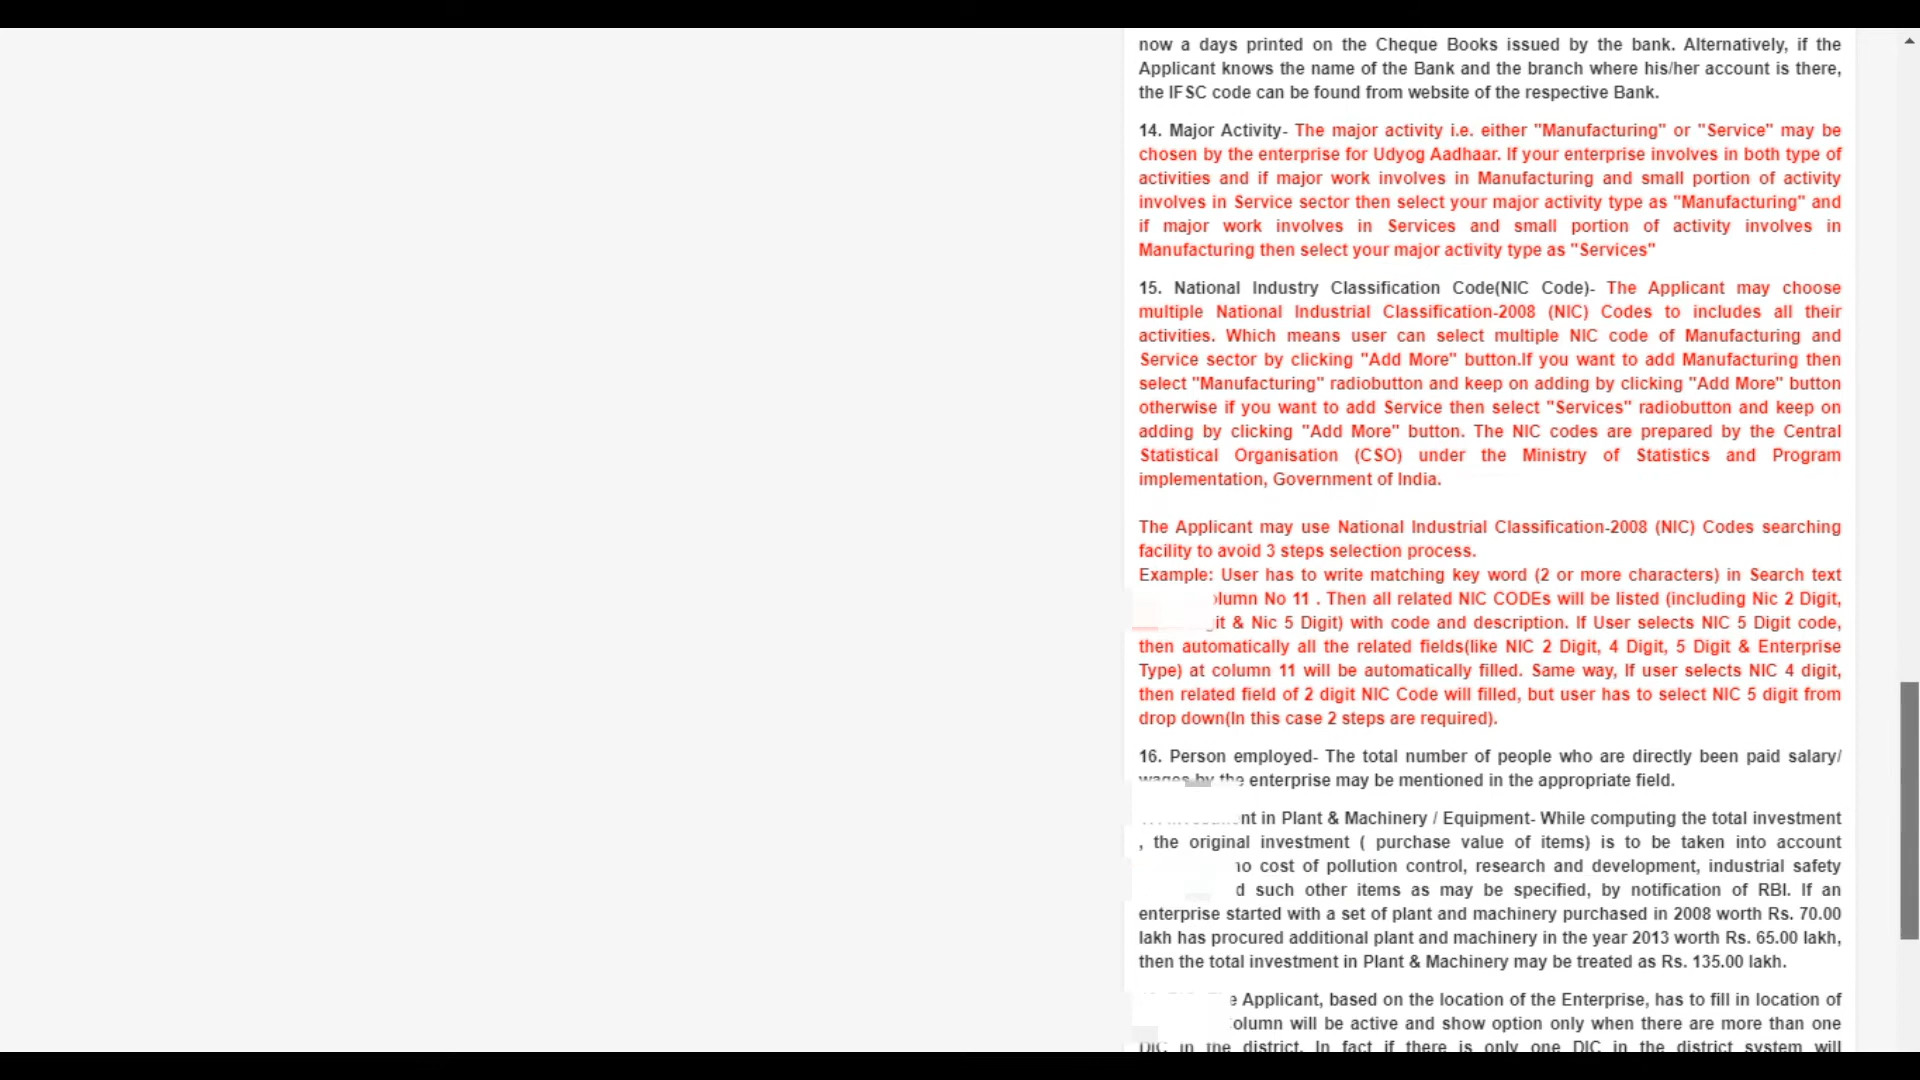 now a days printed on the Cheque Books issued by the bank. Alternatively, if the
Applicant knows the name of the Bank and the branch where his/her account is there,
the IFSC code can be found from website of the respective Bank.
14. Major Activity- The major activity i.e. either "Manufacturing" or "Service" may be
chosen by the enterprise for Udyog Aadhaar. If your enterprise involves in both type of
activities and if major work involves in Manufacturing and small portion of activity
involves in Service sector then select your major activity type as "Manufacturing" and
if major work involves in Services and small portion of activity involves in
Manufacturing then select your major activity type as "Services"
15. National Industry Classification Code(NIC Code)- The Applicant may choose
multiple National Industrial Classification-2008 (NIC) Codes to includes all their
activities. Which means user can select multiple NIC code of Manufacturing and
Service sector by clicking "Add More" button.If you want to add Manufacturing then
select "Manufacturing" radiobutton and keep on adding by clicking "Add More" button
otherwise if you want to add Service then select "Services" radiobutton and keep on
adding by clicking "Add More" button. The NIC codes are prepared by the Central
Statistical Organisation (CSO) under the Ministry of Statistics and Program
implementation, Government of India.
The Applicant may use National Industrial Classification-2008 (NIC) Codes searching
facility to avoid 3 steps selection process.
Example: User has to write matching key word (2 or more characters) in Search text
No 11 . Then all related NIC CODEs will be listed (including Nic 2 Digit,
& Nic 5 Digit) with code and description. If User selects NIC 5 Digit code,
then automatically all the related fields(like NIC 2 Digit, 4 Digit, 5 Digit & Enterprise
Type) at column 11 will be automatically filled. Same way, If user selects NIC 4 digit,
then related field of 2 digit NIC Code will filled, but user has to select NIC 5 digit from
drop down(In this case 2 steps are required).
16. Person employed- The total number of people who are directly been paid salary/
wages by the enterprise may be mentioned in the appropriate field.
in Plant & Machinery / Equipment- While computing the total investment
, the original investment ( purchase value of items) is to be taken into account
cost of pollution control, research and development, industrial safety
such other items as may be specified, by notification of RBI. If an
enterprise started with a set of plant and machinery purchased in 2008 worth Rs. 70.00
lakh has procured additional plant and machinery in the year 2013 worth Rs. 65.00 lakh,
then the total investment in Plant & Machinery may be treated as Rs. 135.00 lakh.
Applicant, based on the location of the Enterprise, has to fill in location of
will be active and show option only when there are more than one
DIC in the district. In fact if there is only one DIC in the district system will